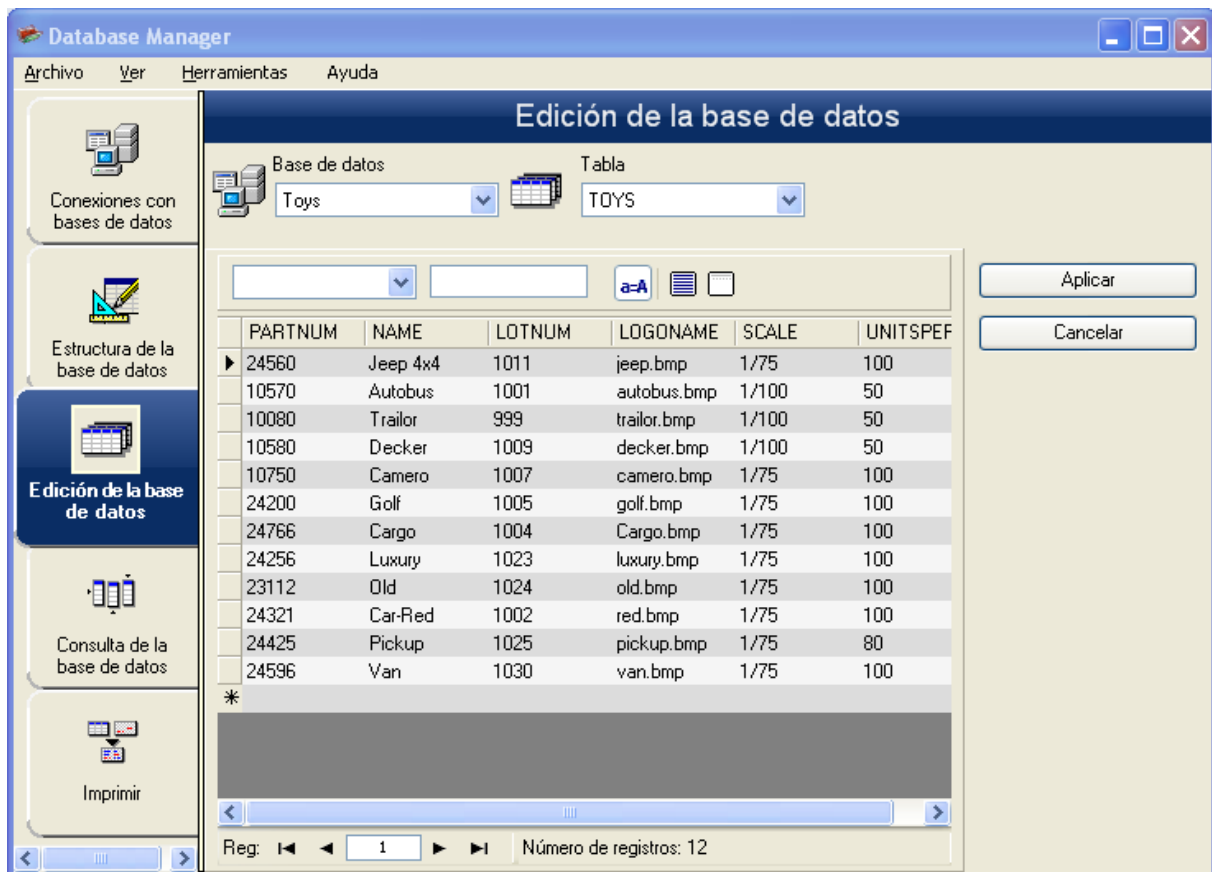 Database Manager
Archivo Ver Herramientas Ayuda
Conexiones con
bases de datos
Estructura de la
base de datos
Edición de la base
de datos
Consulta de la
base de datos
Imprimir
Edición de la base de datos
Base de datos
Toys
Tabla
TOYS
a=A
Aplicar
Cancelar
PARTNUM NAME LOTNUM LOGONAME SCALE UNITSPER
24560 Jeep 4x4 1011 jeep.bmp 1/75 100
10570 Autobus 1001 autobus.bmp 1/100 50
10080 Trailor 999 trailor.bmp 1/100 50
10580 Decker 1009 decker.bmp 1/100 50
10750 Camero 1007 camero.bmp 1/75 100
24200 Golf 1005 golf.bmp 1/75 100
24766 Cargo 1004 Cargo.bmp 1/75 100
24256 Luxury 1023 luxury.bmp 1/75 100
23112 Old 1024 old.bmp 1/75 100
24321 Car-Red 1002 red.bmp 1/75 100
24425 Pickup 1025 pickup.bmp 1/75 80
24596 Van 1030 van.bmp 1/75 100
Reg: 1 Número de registros: 12